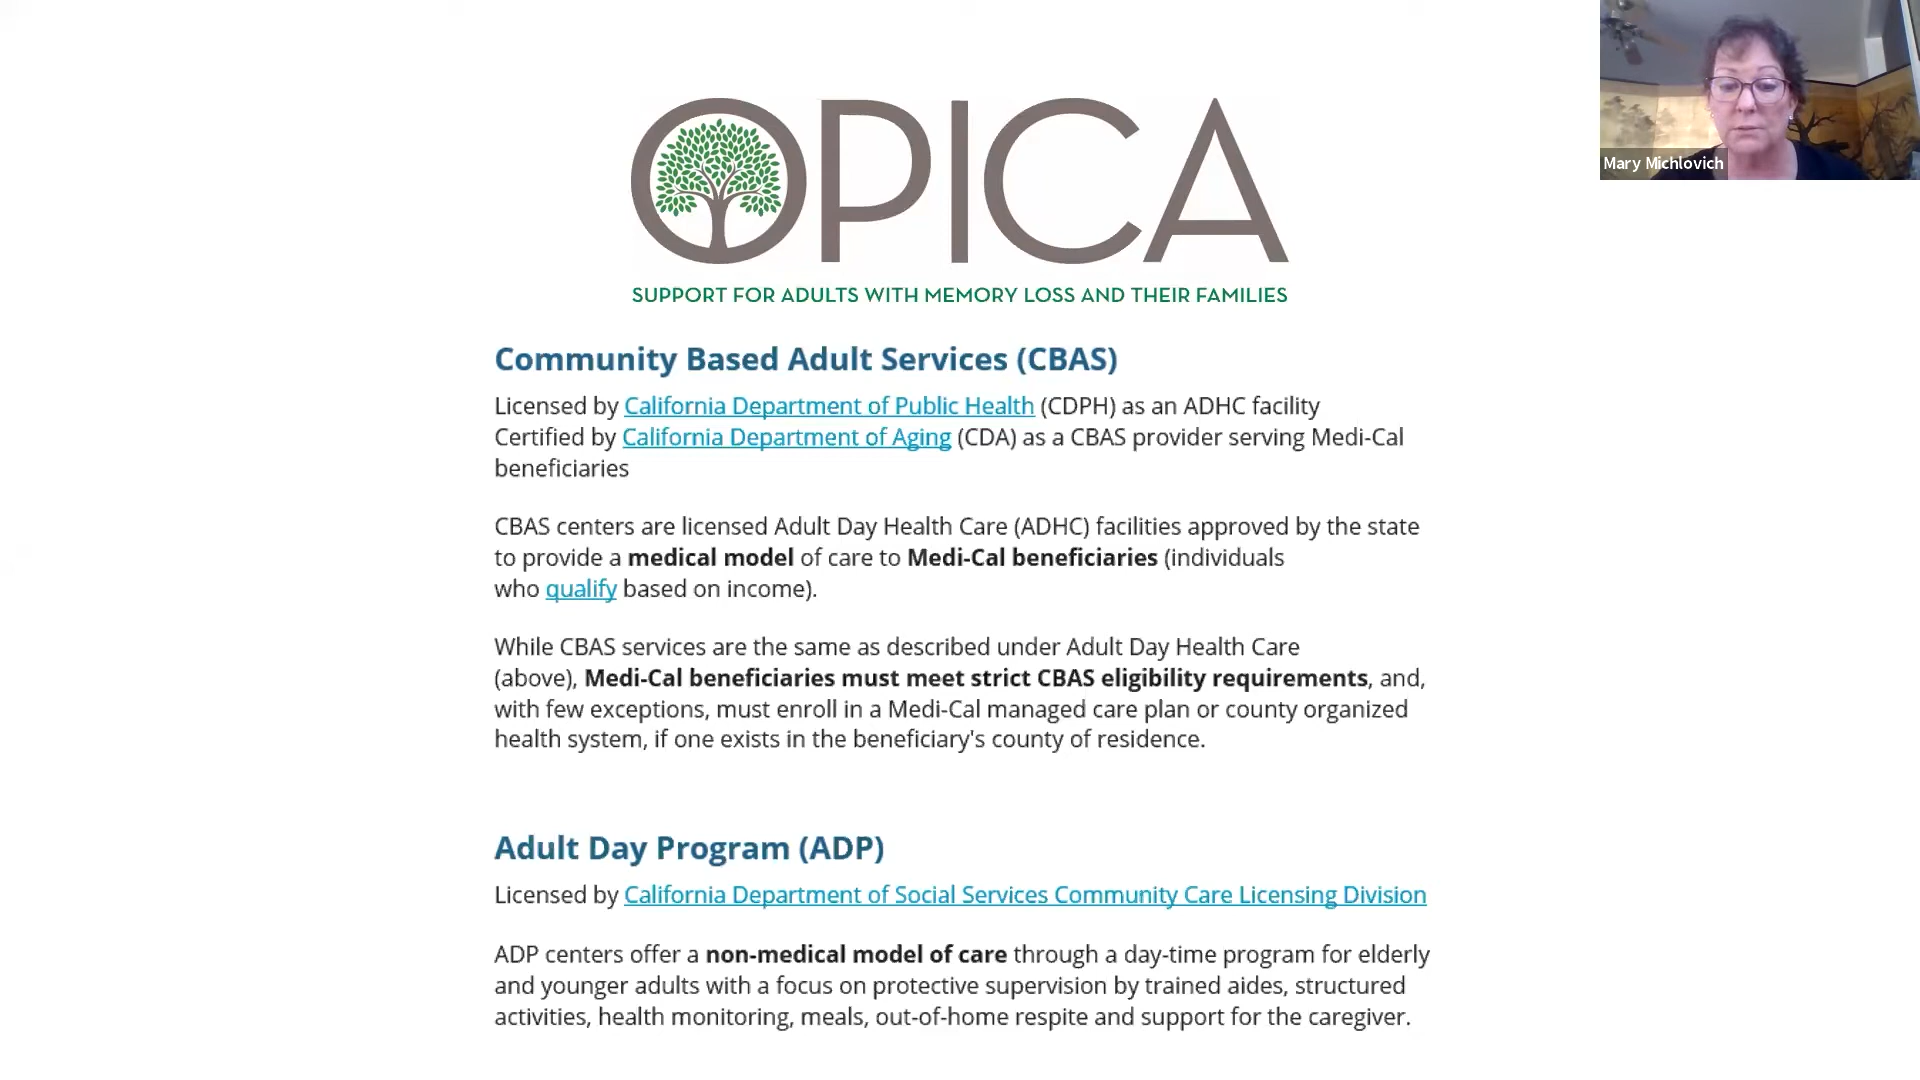 OPICA
SUPPORT FOR ADULTS WITH MEMORY LOSS AND THEIR FAMILIES
Mary Michlovich
Community Based Adult Services (CBAS)
Licensed by California Department of Public Health (CDPH) as an ADHC facility
Certified by California Department of Aging (CDA) as a CBAS provider serving Medi-Cal
beneficiaries
CBAS centers are licensed Adult Day Health Care (ADHC) facilities approved by the state
to provide a medical model of care to Medi-Cal beneficiaries (individuals
who qualify based on income).
While CBAS services are the same as described under Adult Day Health Care
(above), Medi-Cal beneficiaries must meet strict CBAS eligibility requirements, and,
with few exceptions, must enroll in a Medi-Cal managed care plan or county organized
health system, if one exists in the beneficiary's county of residence.
Adult Day Program (ADP)
Licensed by California Department of Social Services Community Care Licensing Division
ADP centers offer a non-medical model of care through a day-time program for elderly
and younger adults with a focus on protective supervision by trained aides, structured
activities, health monitoring, meals, out-of-home respite and support for the caregiver.